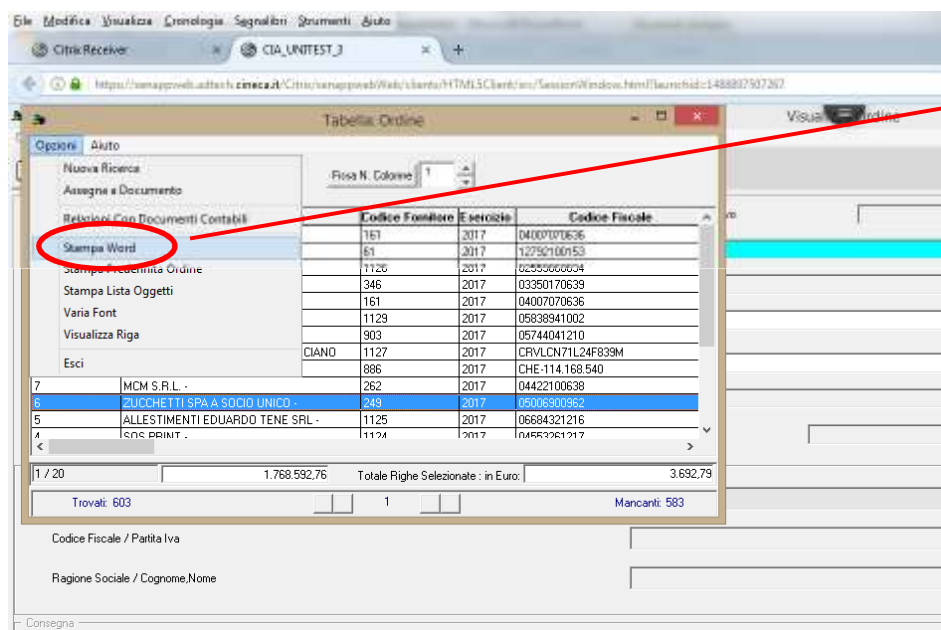 File Modifica Visualizza Cronologia Segnalibri Strumenti Aiuto
Citrix Receiver × CIA_UNITEST_3 × +
Tabella: Ordine
Opzioni Aiuto
Nuova Ricerca
Assegna a Documento
Relazioni Con Documenti Contabili
Stampa Word
Stampa Predefinita Ordine
Stampa Lista Oggetti
Varia Font
Visualizza Riga
Esci
Fissa N. Colonne 1
Codice Fornitore Esercizio Codice Fiscale
161 2017 04007070636
61 2017 12792100153
1126 2017
346 2017 03350170639
161 2017 04007070636
1129 2017 05838941002
903 2017 05744041210
CIANO 1127 2017 CRVLCN71L24F839M
886 2017 CHE-114.168.540
7 MCM S.R.L. - 262 2017 04422100638
6 ZUCCHETTI SPA A SOCIO UNICO - 249 2017 05006900962
5 ALLESTIMENTI EDUARDO TENE SRL - 1125 2017 06684321216
4 SOS PRINT - 1124 2017 04553261217
1 / 20 1.768.592,76 Totale Righe Selezionate : in Euro: 3.692,79
Trovati: 603 1 Mancanti: 583
Codice Fiscale / Partita Iva
Ragione Sociale / Cognome,Nome
Consegna